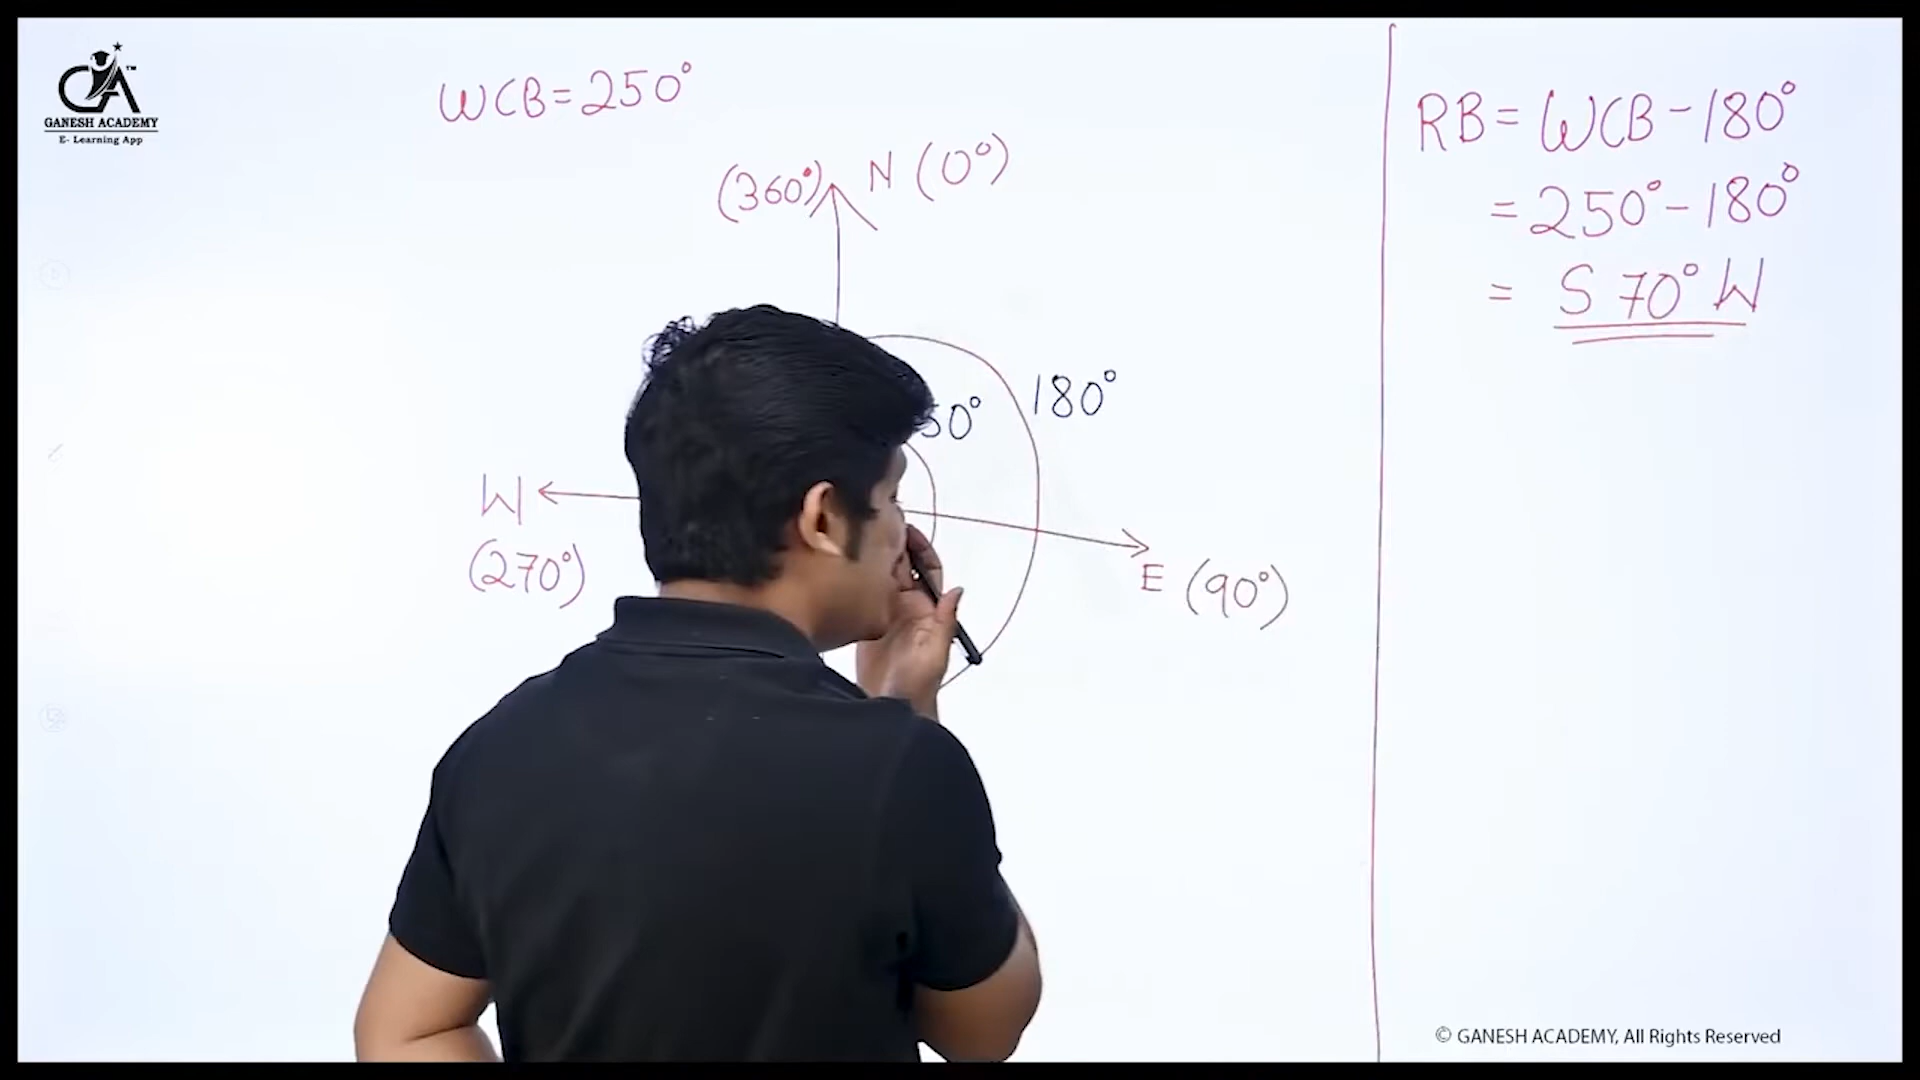 GANESH ACADEMY
E- Learning App
WCB=250°
(360°) N (0°)
180°
W
(270°)
E (90°)
RB= WCB-180°
=250°-180°
= S 70° W
© GANESH ACADEMY, All Rights Reserved